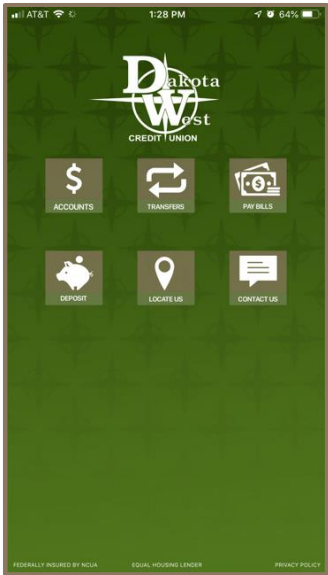 AT&T 1:28 PM 64%
Dakota
West
CREDIT UNION
ACCOUNTS TRANSFERS PAY BILLS
DEPOSIT LOCATE US CONTACT US
FEDERALLY INSURED BY NCUA EQUAL HOUSING LENDER PRIVACY POLICY